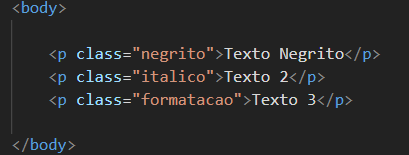 <body>
<p class="negrito">Texto Negrito</p>
<p class="italico">Texto 2</p>
<p class="formatacao">Texto 3</p>
</body>